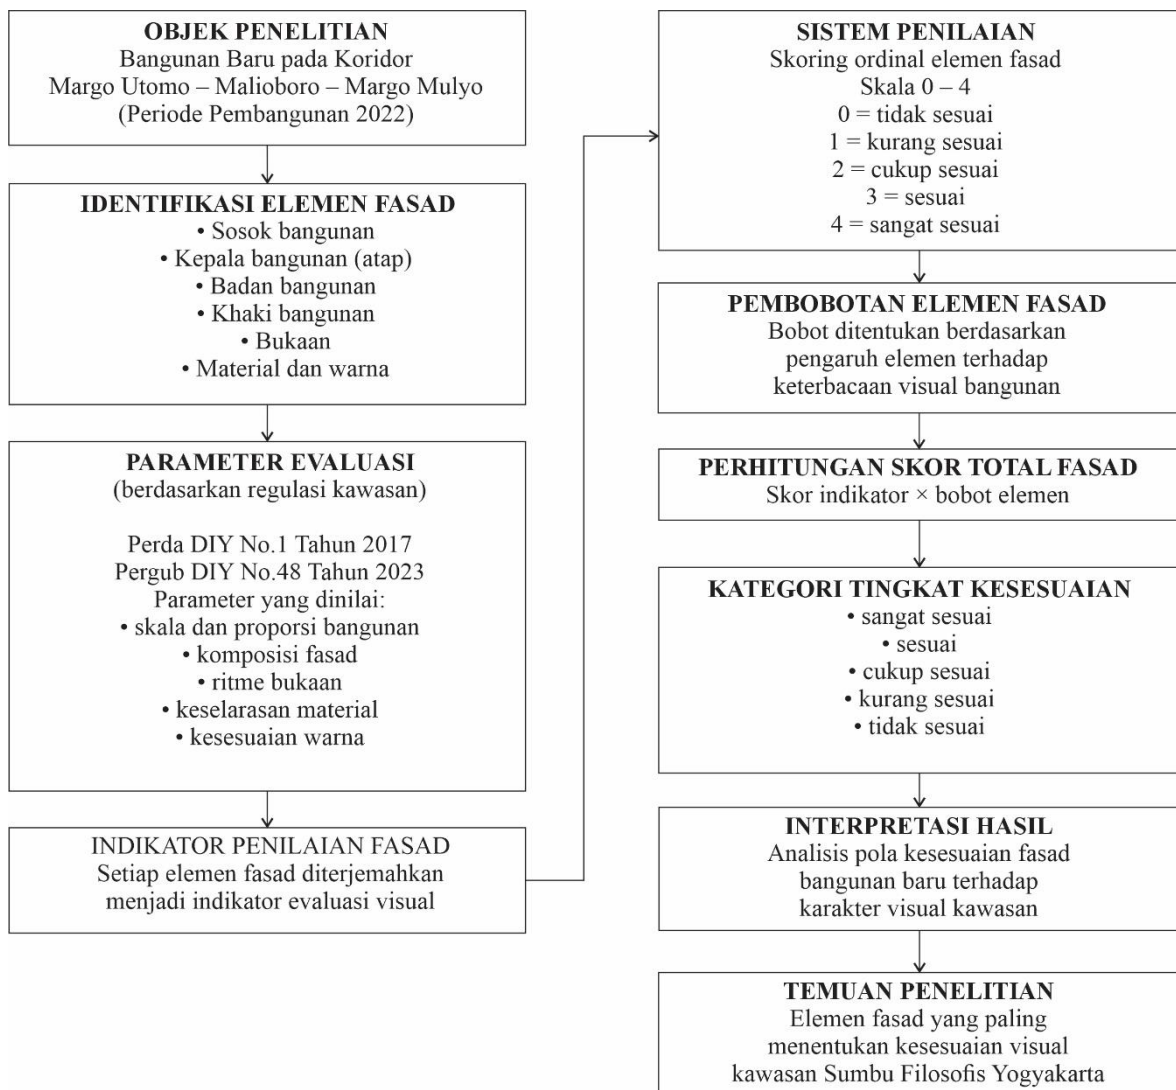 OBJEK PENELITIAN
Bangunan Baru pada Koridor
Margo Utomo – Malioboro – Margo Mulyo
(Periode Pembangunan 2022)
IDENTIFIKASI ELEMEN FASAD
• Sosok bangunan
• Kepala bangunan (atap)
• Badan bangunan
• Khaki bangunan
• Bukaan
• Material dan warna
PARAMETER EVALUASI
(berdasarkan regulasi kawasan)
Perda DIY No.1 Tahun 2017
Pergub DIY No.48 Tahun 2023
Parameter yang dinilai:
• skala dan proporsi bangunan
• komposisi fasad
• ritme bukaan
• keselarasan material
• kesesuaian warna
INDIKATOR PENILAIAN FASAD
Setiap elemen fasad diterjemahkan
menjadi indikator evaluasi visual
SISTEM PENILAIAN
Skoring ordinal elemen fasad
Skala 0 – 4
0 = tidak sesuai
1 = kurang sesuai
2 = cukup sesuai
3 = sesuai
4 = sangat sesuai
PEMBOBOTAN ELEMEN FASAD
Bobot ditentukan berdasarkan
pengaruh elemen terhadap
keterbacaan visual bangunan
PERHITUNGAN SKOR TOTAL FASAD
Skor indikator × bobot elemen
KATEGORI TINGKAT KESESUAIAN
• sangat sesuai
• sesuai
• cukup sesuai
• kurang sesuai
• tidak sesuai
INTERPRETASI HASIL
Analisis pola kesesuaian fasad
bangunan baru terhadap
karakter visual kawasan
TEMUAN PENELITIAN
Elemen fasad yang paling
menentukan kesesuaian visual
kawasan Sumbu Filosofis Yogyakarta